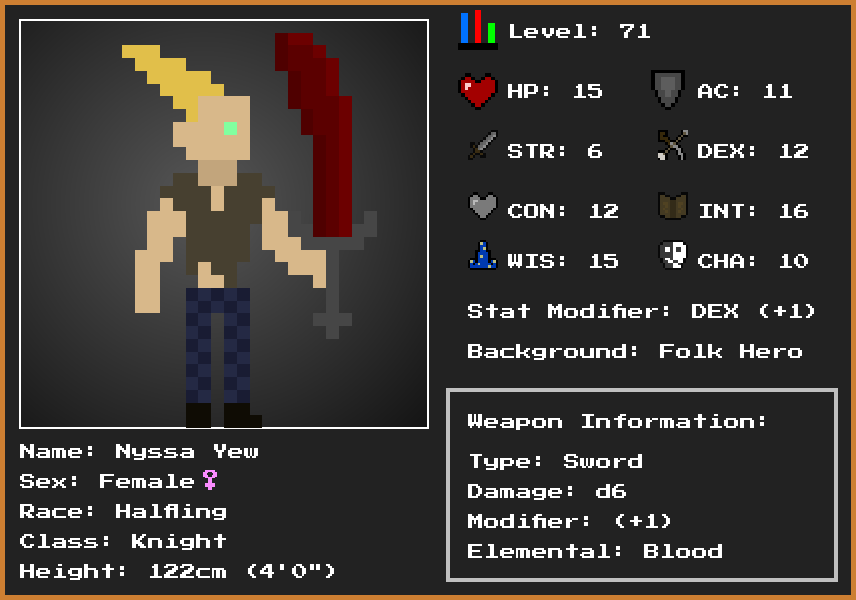 Level: 71
HP: 15
AC: 11
STR: 6
DEX: 12
CON: 12
INT: 16
WIS: 15
CHA: 10
Stat Modifier: DEX (+1)
Background: Folk Hero
Weapon Information:
Type: Sword
Damage: d6
Modifier: (+1)
Elemental: Blood
Name: Nyssa Yew
Sex: Female♀
Race: Halfling
Class: Knight
Height: 122cm (4'0")